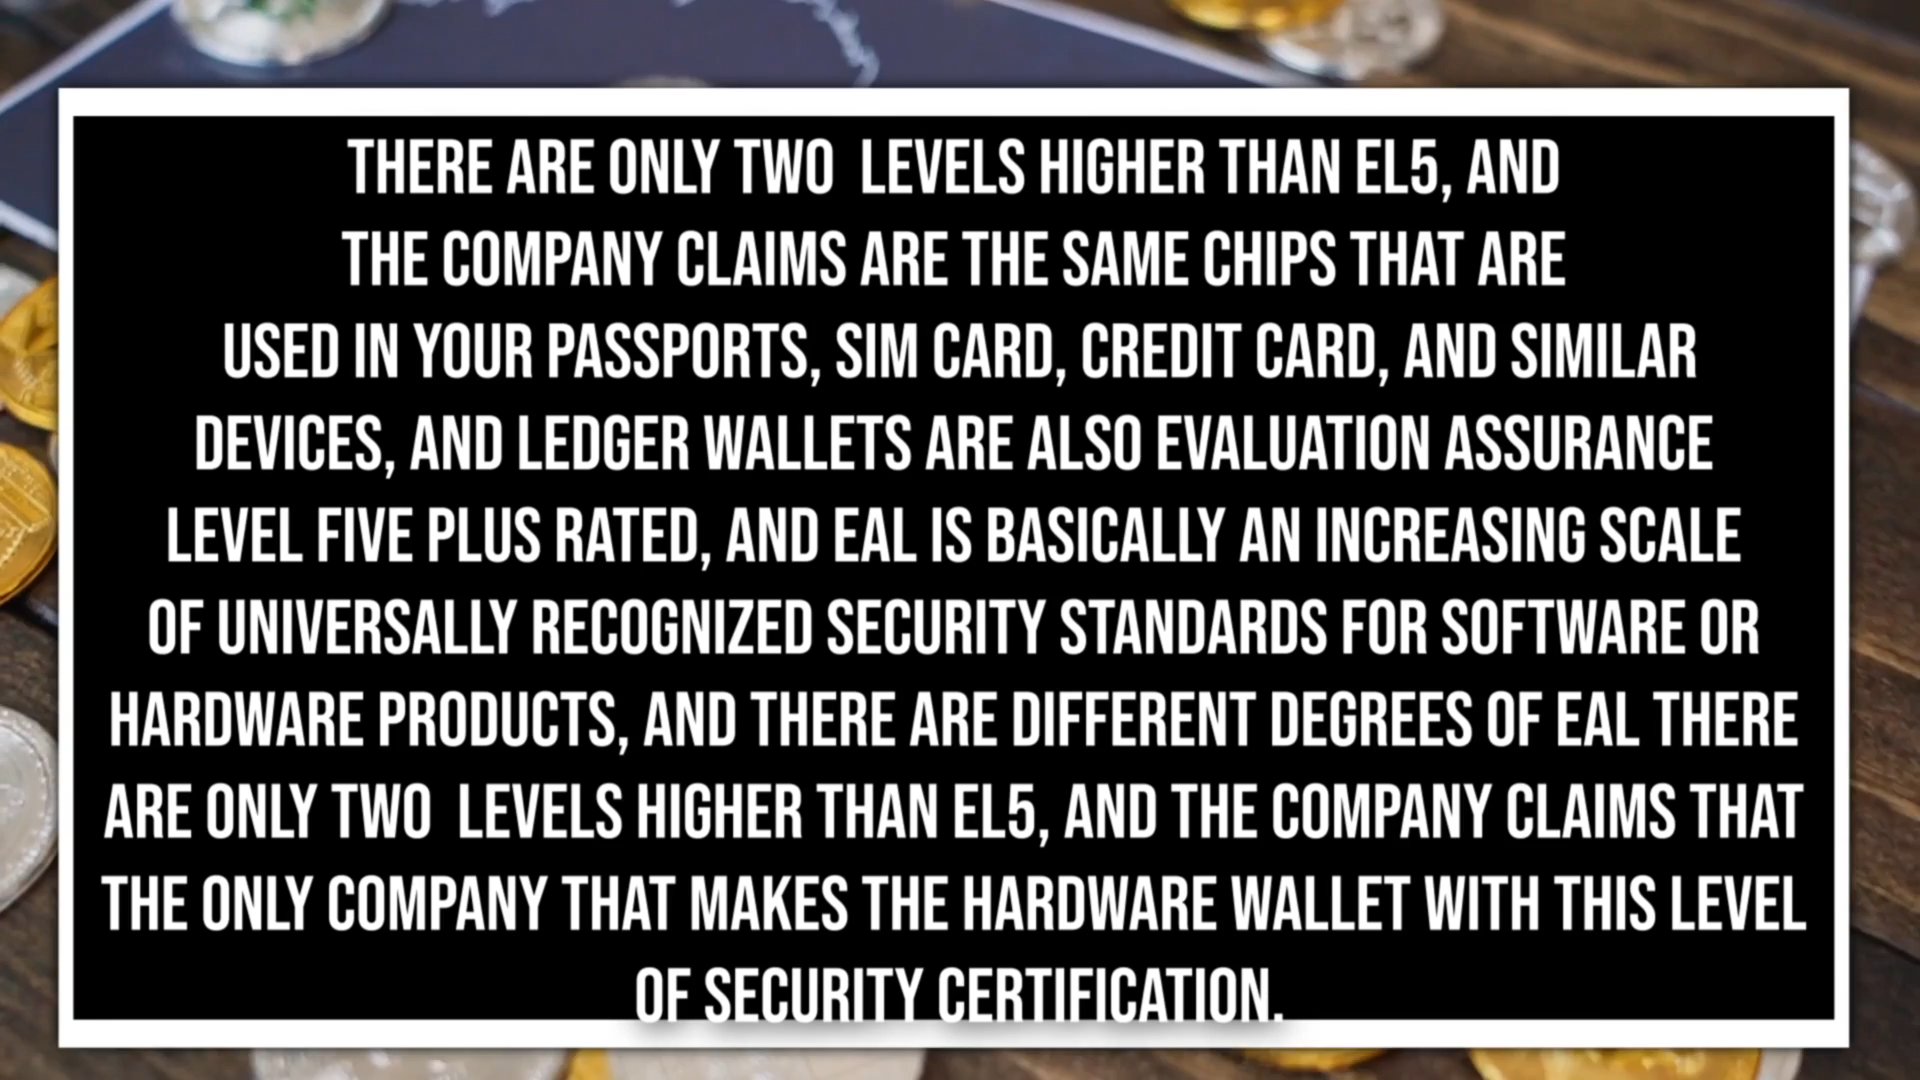 THERE ARE ONLY TWO  LEVELS HIGHER THAN EL5, AND
THE COMPANY CLAIMS ARE THE SAME CHIPS THAT ARE
USED IN YOUR PASSPORTS, SIM CARD, CREDIT CARD, AND SIMILAR
DEVICES, AND LEDGER WALLETS ARE ALSO EVALUATION ASSURANCE
LEVEL FIVE PLUS RATED, AND EAL IS BASICALLY AN INCREASING SCALE
OF UNIVERSALLY RECOGNIZED SECURITY STANDARDS FOR SOFTWARE OR
HARDWARE PRODUCTS, AND THERE ARE DIFFERENT DEGREES OF EAL THERE
ARE ONLY TWO  LEVELS HIGHER THAN EL5, AND THE COMPANY CLAIMS THAT
THE ONLY COMPANY THAT MAKES THE HARDWARE WALLET WITH THIS LEVEL
OF SECURITY CERTIFICATION.